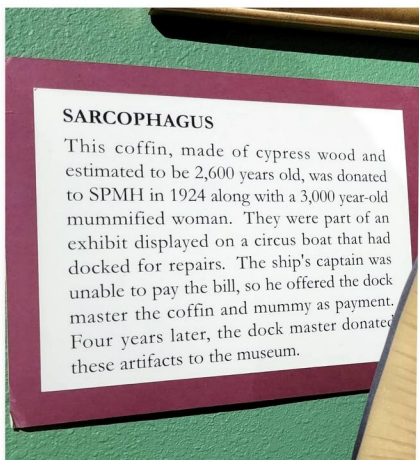 SARCOPHAGUS
This coffin, made of cypress wood and
estimated to be 2,600 years old, was donated
to SPMH in 1924 along with a 3,000 year-old
mummified woman. They were part of an
exhibit displayed on a circus boat that had
docked for repairs. The ship's captain was
unable to pay the bill, so he offered the dock
master the coffin and mummy as payment.
Four years later, the dock master donated
these artifacts to the museum.